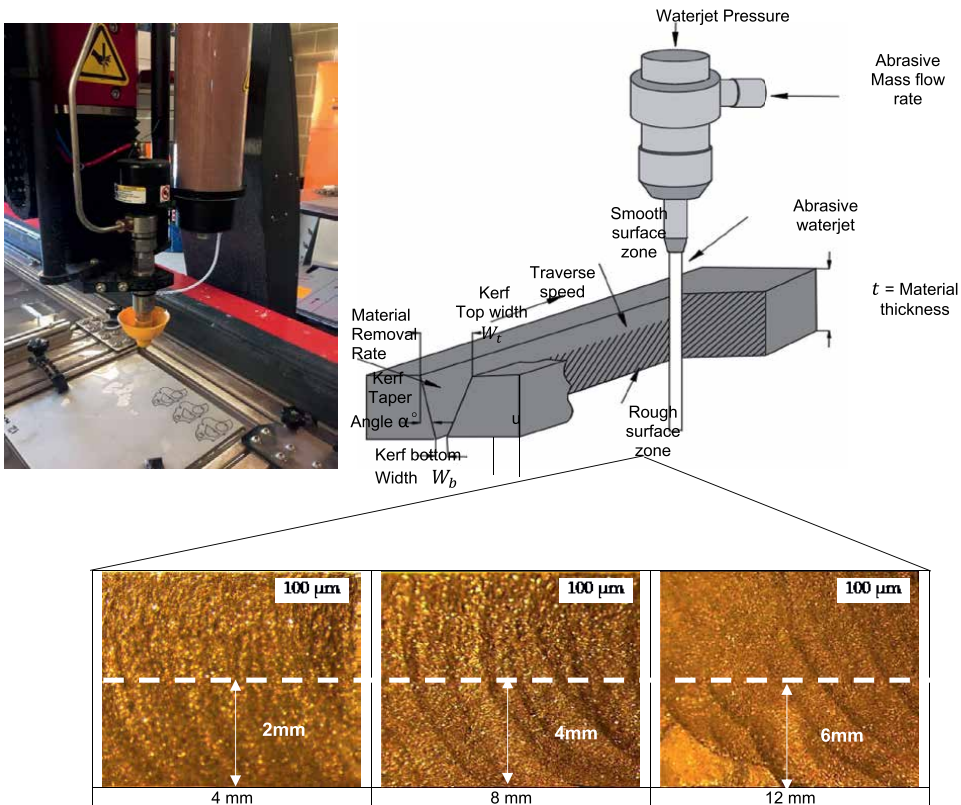 Waterjet Pressure
Abrasive
Mass flow
rate
Smooth
surface
zone
Abrasive
waterjet
Traverse
speed
𝑡 = Material
thickness
Kerf
Top width
𝑊𝑡
Material
Removal
Rate
Kerf
Taper
Angle α°
U
Rough
surface
zone
Kerf bottom
Width 𝑊𝑏
100 µm
100 µm
100 µm
2mm
4mm
6mm
4 mm
8 mm
12 mm